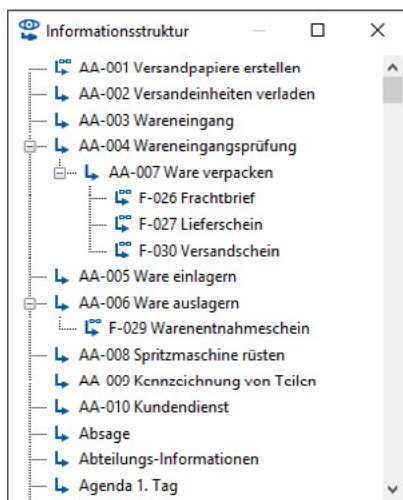 Informationsstruktur
AA-001 Versandpapiere erstellen
AA-002 Versandeinheiten verladen
AA-003 Wareneingang
AA-004 Wareneingangsprüfung
AA-007 Ware verpacken
F-026 Frachtbrief
F-027 Lieferschein
F-030 Versandschein
AA-005 Ware einlagern
AA-006 Ware auslagern
F-029 Warenentnahmeschein
AA-008 Spritzmaschine rüsten
AA-009 Kennzeichnung von Teilen
AA-010 Kundendienst
Absage
Abteilungs-Informationen
Agenda 1. Tag